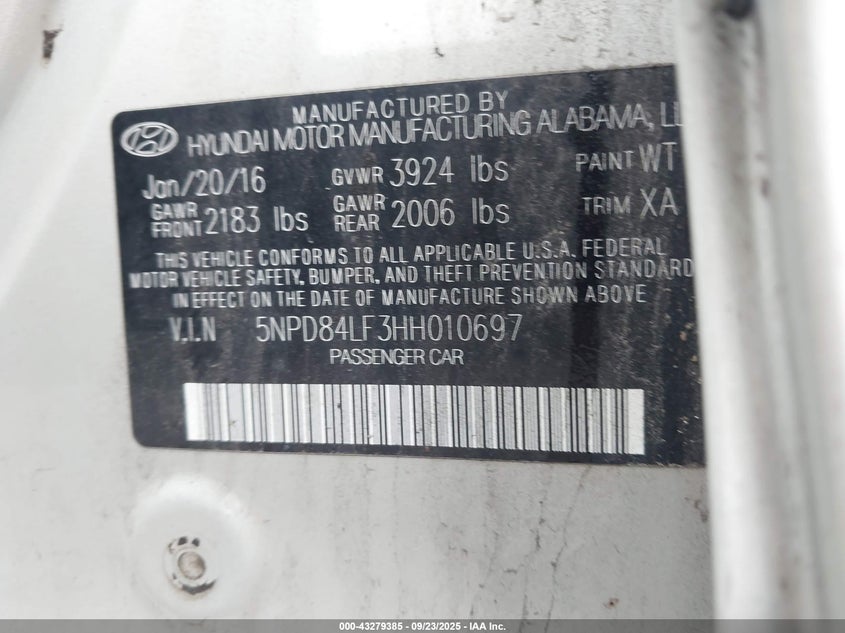 MANUFACTURED BY
HYUNDAI MOTOR MANUFACTURING ALABAMA, LL
Jan/20/16 GVWR 3924 lbs PAINT WT
GAWR FRONT 2183 lbs GAWR REAR 2006 lbs TRIM XA
THIS VEHICLE CONFORMS TO ALL APPLICABLE U.S.A. FEDERAL
MOTOR VEHICLE SAFETY, BUMPER, AND THEFT PREVENTION STANDARD
IN EFFECT ON THE DATE OF MANUFACTURE SHOWN ABOVE
V.I.N 5NPD84LF3HH010697
PASSENGER CAR
000-43279385 - 09/23/2025 - IAA Inc.